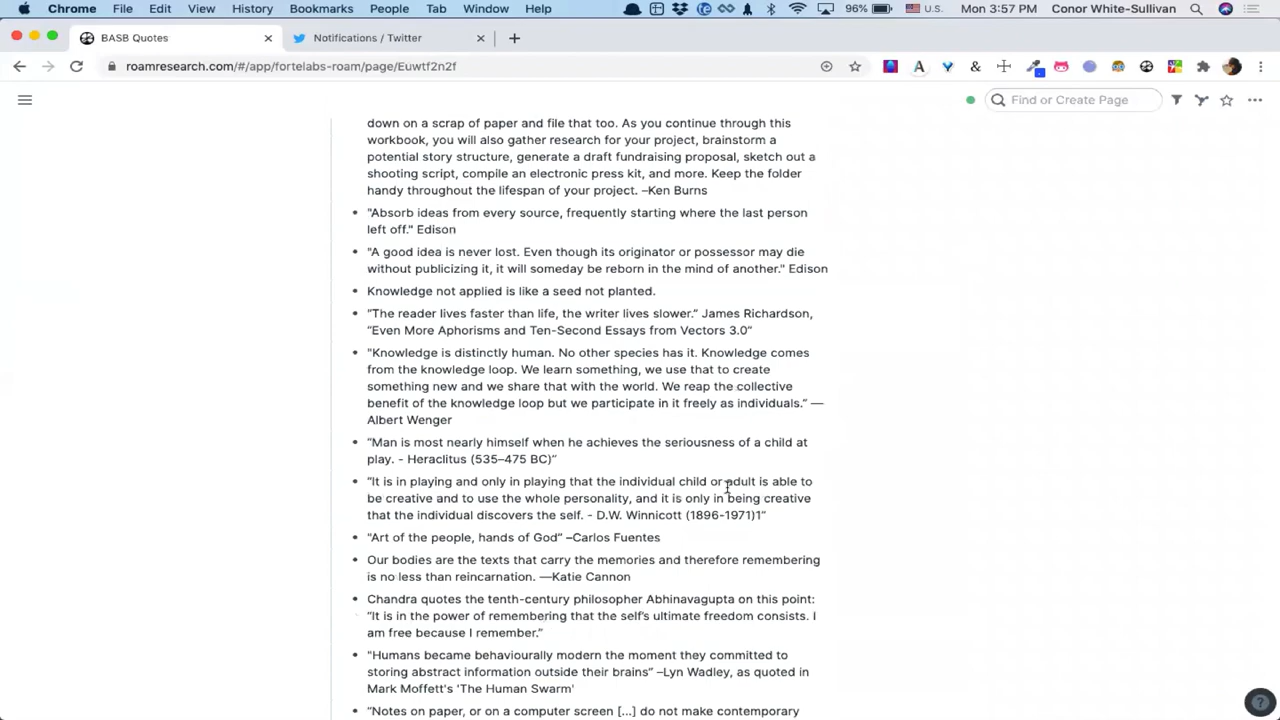 Chrome File Edit View History Bookmarks People Tab Window Help 96% U.S. Mon 3:57 PM Conor White-Sullivan
BASB Quotes Notifications / Twitter
roamresearch.com/#/app/fortelabs-roam/page/Euwtf2n2f
Find or Create Page
down on a scrap of paper and file that too. As you continue through this
workbook, you will also gather research for your project, brainstorm a
potential story structure, generate a draft fundraising proposal, sketch out a
shooting script, compile an electronic press kit, and more. Keep the folder
handy throughout the lifespan of your project. –Ken Burns
"Absorb ideas from every source, frequently starting where the last person
left off." Edison
"A good idea is never lost. Even though its originator or possessor may die
without publicizing it, it will someday be reborn in the mind of another." Edison
Knowledge not applied is like a seed not planted.
"The reader lives faster than life, the writer lives slower.” James Richardson,
“Even More Aphorisms and Ten-Second Essays from Vectors 3.0”
"Knowledge is distinctly human. No other species has it. Knowledge comes
from the knowledge loop. We learn something, we use that to create
something new and we share that with the world. We reap the collective
benefit of the knowledge loop but we participate in it freely as individuals.” —
Albert Wenger
“Man is most nearly himself when he achieves the seriousness of a child at
play. - Heraclitus (535–475 BC)”
“It is in playing and only in playing that the individual child or adult is able to
be creative and to use the whole personality, and it is only in being creative
that the individual discovers the self. - D.W. Winnicott (1896-1971)1”
“Art of the people, hands of God” –Carlos Fuentes
Our bodies are the texts that carry the memories and therefore remembering
is no less than reincarnation. —Katie Cannon
Chandra quotes the tenth-century philosopher Abhinavagupta on this point:
“It is in the power of remembering that the self’s ultimate freedom consists. I
am free because I remember.”
“Humans became behaviourally modern the moment they committed to
storing abstract information outside their brains” –Lyn Wadley, as quoted in
Mark Moffett's 'The Human Swarm'
“Notes on paper, or on a computer screen [...] do not make contemporary